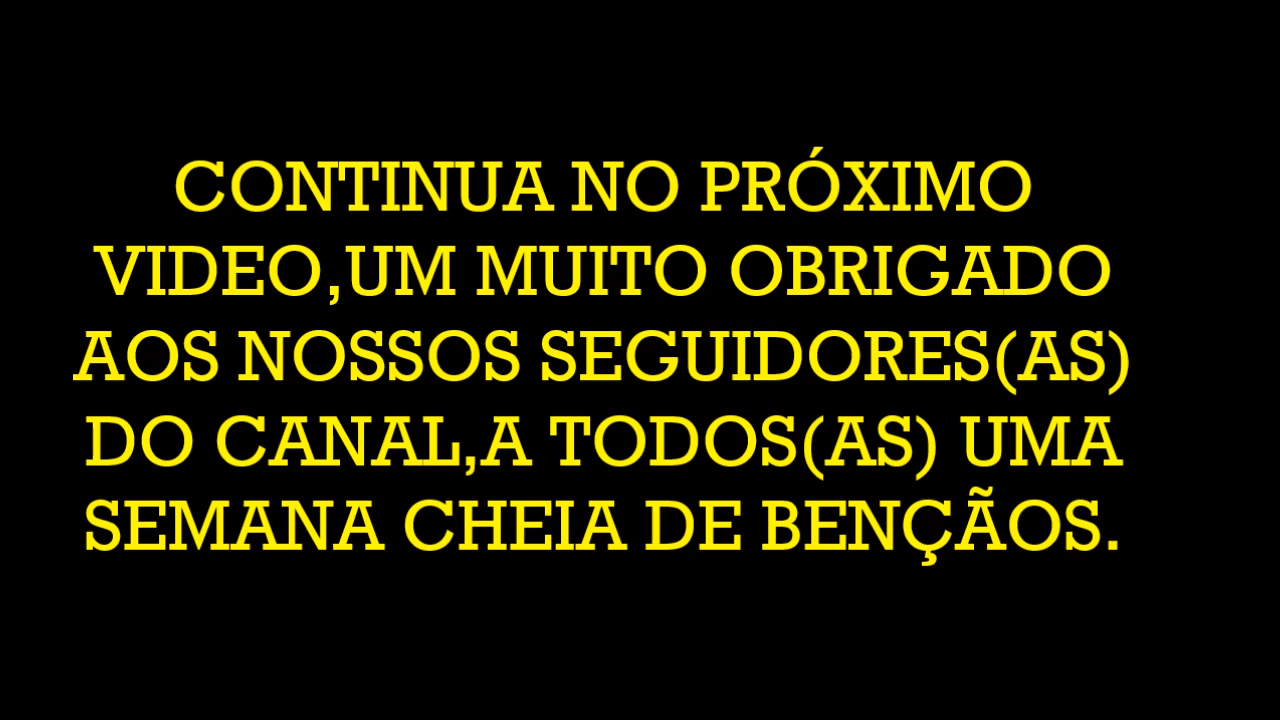 CONTINUA NO PRÓXIMO
VIDEO,UM MUITO OBRIGADO
AOS NOSSOS SEGUIDORES(AS)
DO CANAL,A TODOS(AS) UMA
SEMANA CHEIA DE BENÇÃOS.